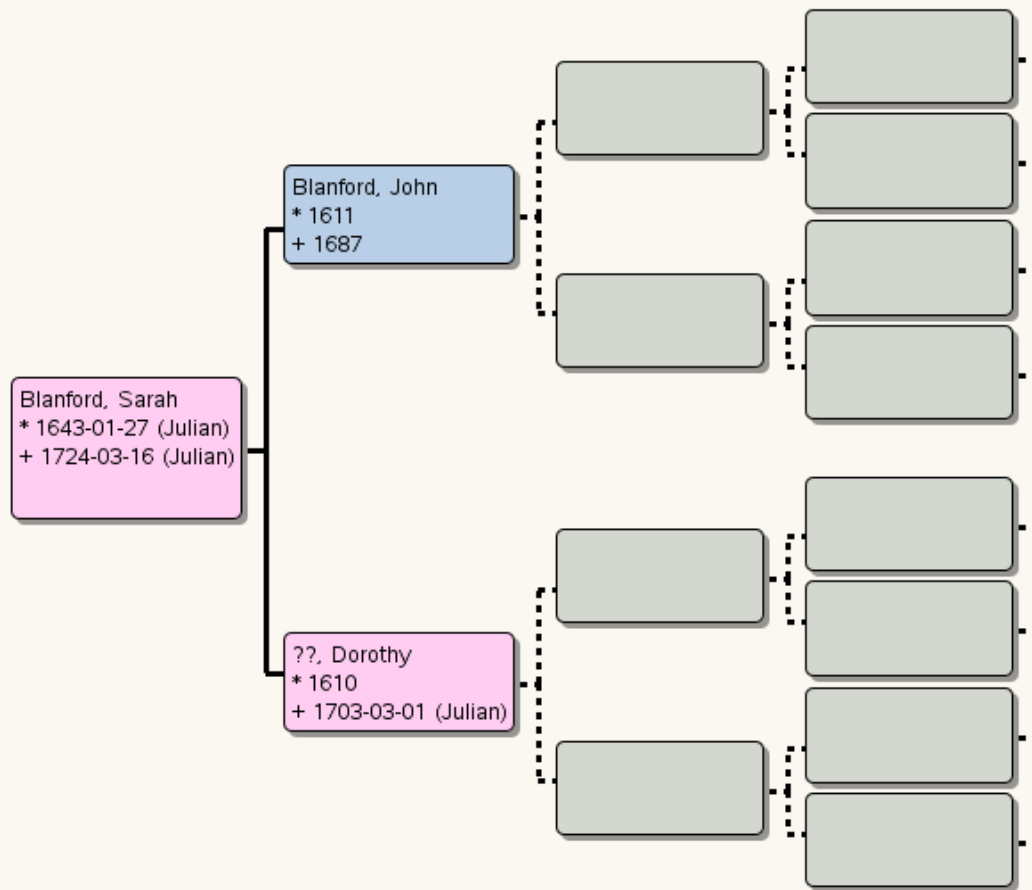 Blanford, John
* 1611
+ 1687
Blanford, Sarah
* 1643-01-27 (Julian)
+ 1724-03-16 (Julian)
??, Dorothy
* 1610
+ 1703-03-01 (Julian)